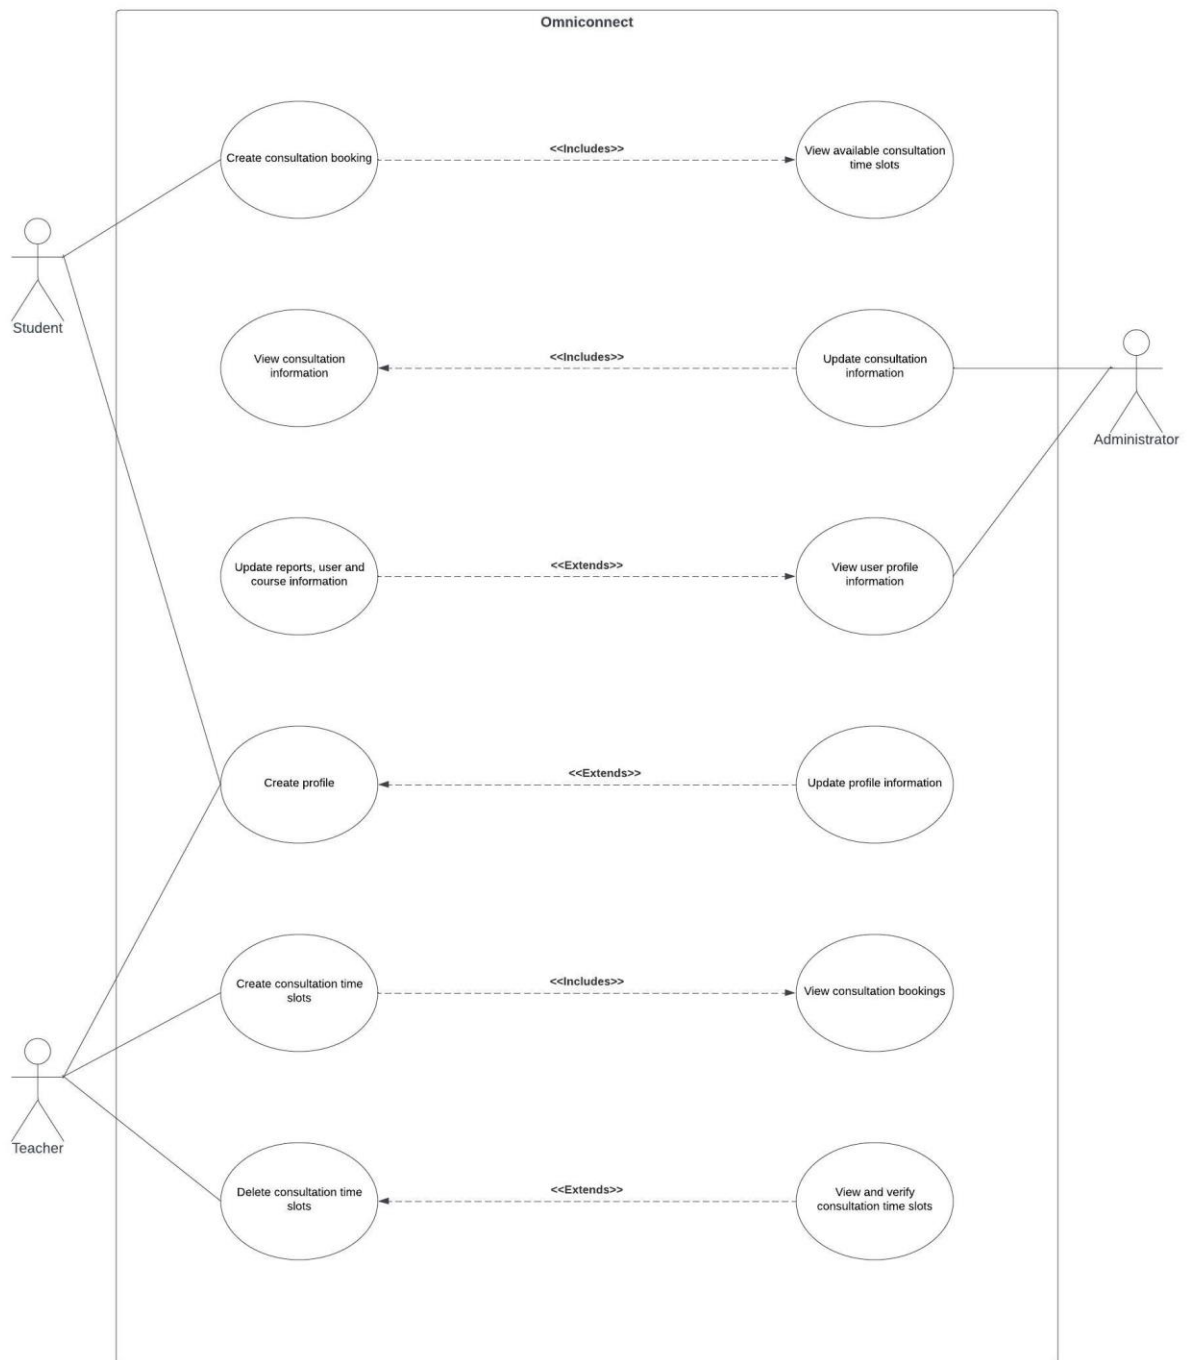 Omniconnect
Create consultation booking
<<Includes>>
View available consultation
time slots
Student
View consultation
information
<<Includes>>
Update consultation
information
Administrator
Update reports, user and
course information
<<Extends>>
View user profile
information
Create profile
<<Extends>>
Update profile information
Create consultation time
slots
<<Includes>>
View consultation bookings
Teacher
Delete consultation time
slots
<<Extends>>
View and verify
consultation time slots